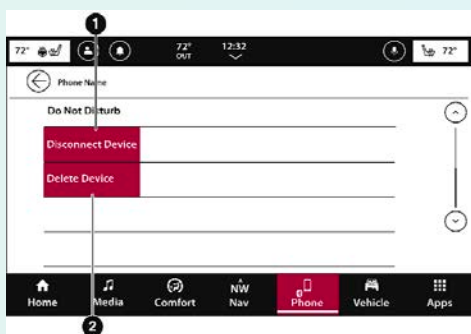 1
72° 72° OUT 12:32 72°
Phone Name
Do Not Disturb
Disconnect Device
Delete Device
NW
Home Media Comfort Nav Phone Vehicle Apps
2